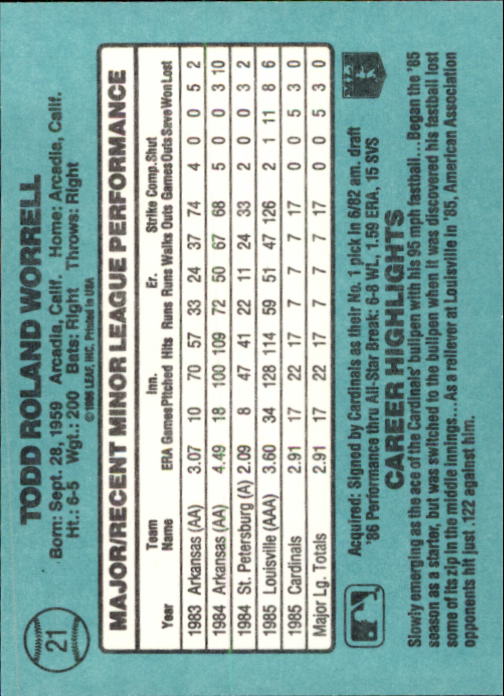 21
TODD ROLAND WORRELL
Born: Sept. 28, 1959 Arcadia, Calif. Home: Arcadia, Calif.
Ht.: 6-5 Wgt.: 200 Bats: Right Throws: Right
©1986 LEAF, INC. Printed in USA
MAJOR/RECENT MINOR LEAGUE PERFORMANCE
Team Inn. Er. Strike Comp. Shut
Year Name ERA Games Pitched Hits Runs Runs Walks Outs Games Outs Save Won Lost
1983 Arkansas (AA) 3.07 10 70 57 33 24 37 74 4 0 0 5 2
1984 Arkansas (AA) 4.49 18 100 109 72 50 67 68 5 0 0 3 10
1984 St. Petersburg (A) 2.09 8 47 41 22 11 24 33 2 0 0 3 2
1985 Louisville (AAA) 3.60 34 128 114 59 51 47 126 2 1 11 8 6
1985 Cardinals 2.91 17 22 17 7 7 7 17 0 0 5 3 0
Major Lg. Totals 2.91 17 22 17 7 7 7 17 0 0 5 3 0
Acquired: Signed by Cardinals as their No. 1 pick in 6/82 am. draft
'86 Performance thru All-Star Break: 6-8 WL, 1.59 ERA, 15 SVS
CAREER HIGHLIGHTS
Slowly emerging as the ace of the Cardinals' bullpen with his 95 mph fastball...Began the '85
season as a starter, but was switched to the bullpen when it was discovered his fastball lost
some of its zip in the middle innings...As a reliever at Louisville in '85, American Association
opponents hit just .122 against him.